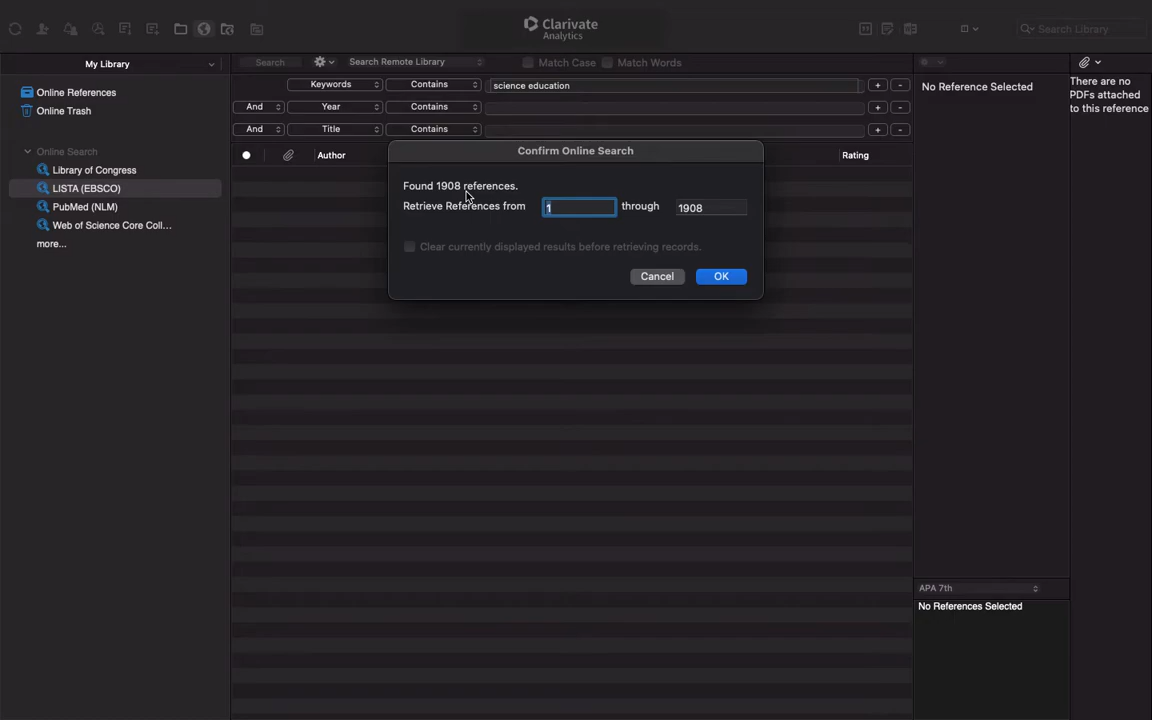 Clarivate
Analytics
Search Library
My Library
Search
Search Remote Library
Match Case
Match Words
Online References
Online Trash
Online Search
Library of Congress
LISTA (EBSCO)
PubMed (NLM)
Web of Science Core Coll...
more...
Keywords
Contains
science education
+
-
And
Year
Contains
+
-
And
Title
Contains
+
-
Author
Rating
Confirm Online Search
Found 1908 references.
Retrieve References from 1 through 1908
Clear currently displayed results before retrieving records.
Cancel
OK
No Reference Selected
There are no
PDFs attached
to this reference
APA 7th
No References Selected